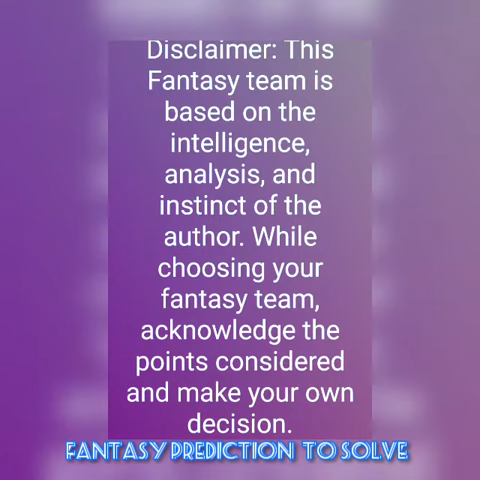 Disclaimer: This
Fantasy team is
based on the
intelligence,
analysis, and
instinct of the
author. While
choosing your
fantasy team,
acknowledge the
points considered
and make your own
decision.
FANTASY PREDICTION TO SOLVE